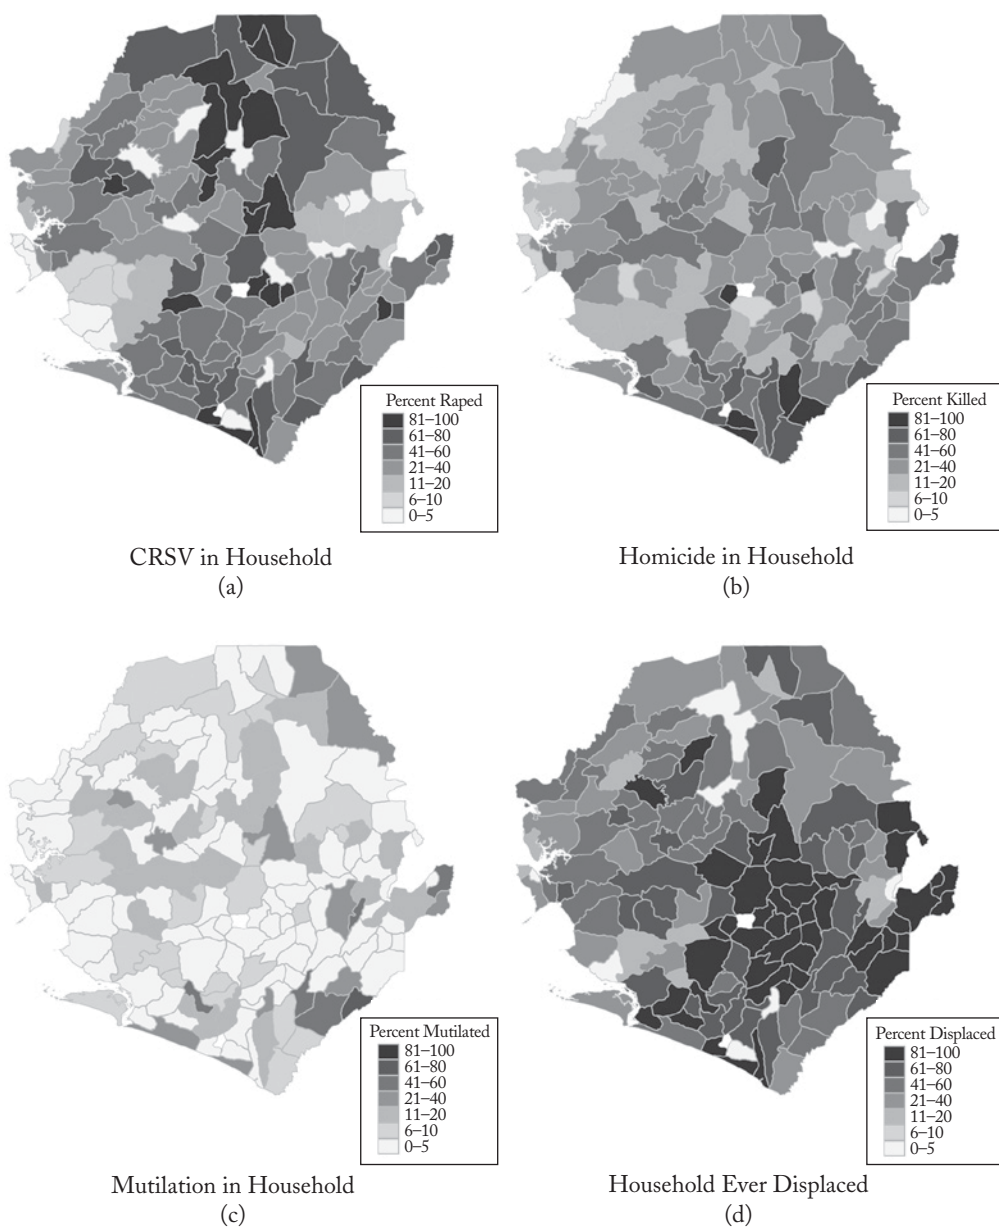 Percent Raped
81–100
61–80
41–60
21–40
11–20
6–10
0–5
CRSV in Household
(a)
Percent Killed
81–100
61–80
41–60
21–40
11–20
6–10
0–5
Homicide in Household
(b)
Percent Mutilated
81–100
61–80
41–60
21–40
11–20
6–10
0–5
Mutilation in Household
(c)
Percent Displaced
81–100
61–80
41–60
21–40
11–20
6–10
0–5
Household Ever Displaced
(d)